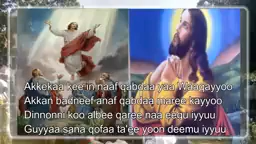 Akkekaa kee in naaf qabdaa yaa Waaqayyoo
Akkan badneef anaf qabdaa maree kayyoo
Dinnonni koo albee qaree naa eequ iyyuu
Guyyaa sana qofaa ta'ee yoon deemu iyyuu